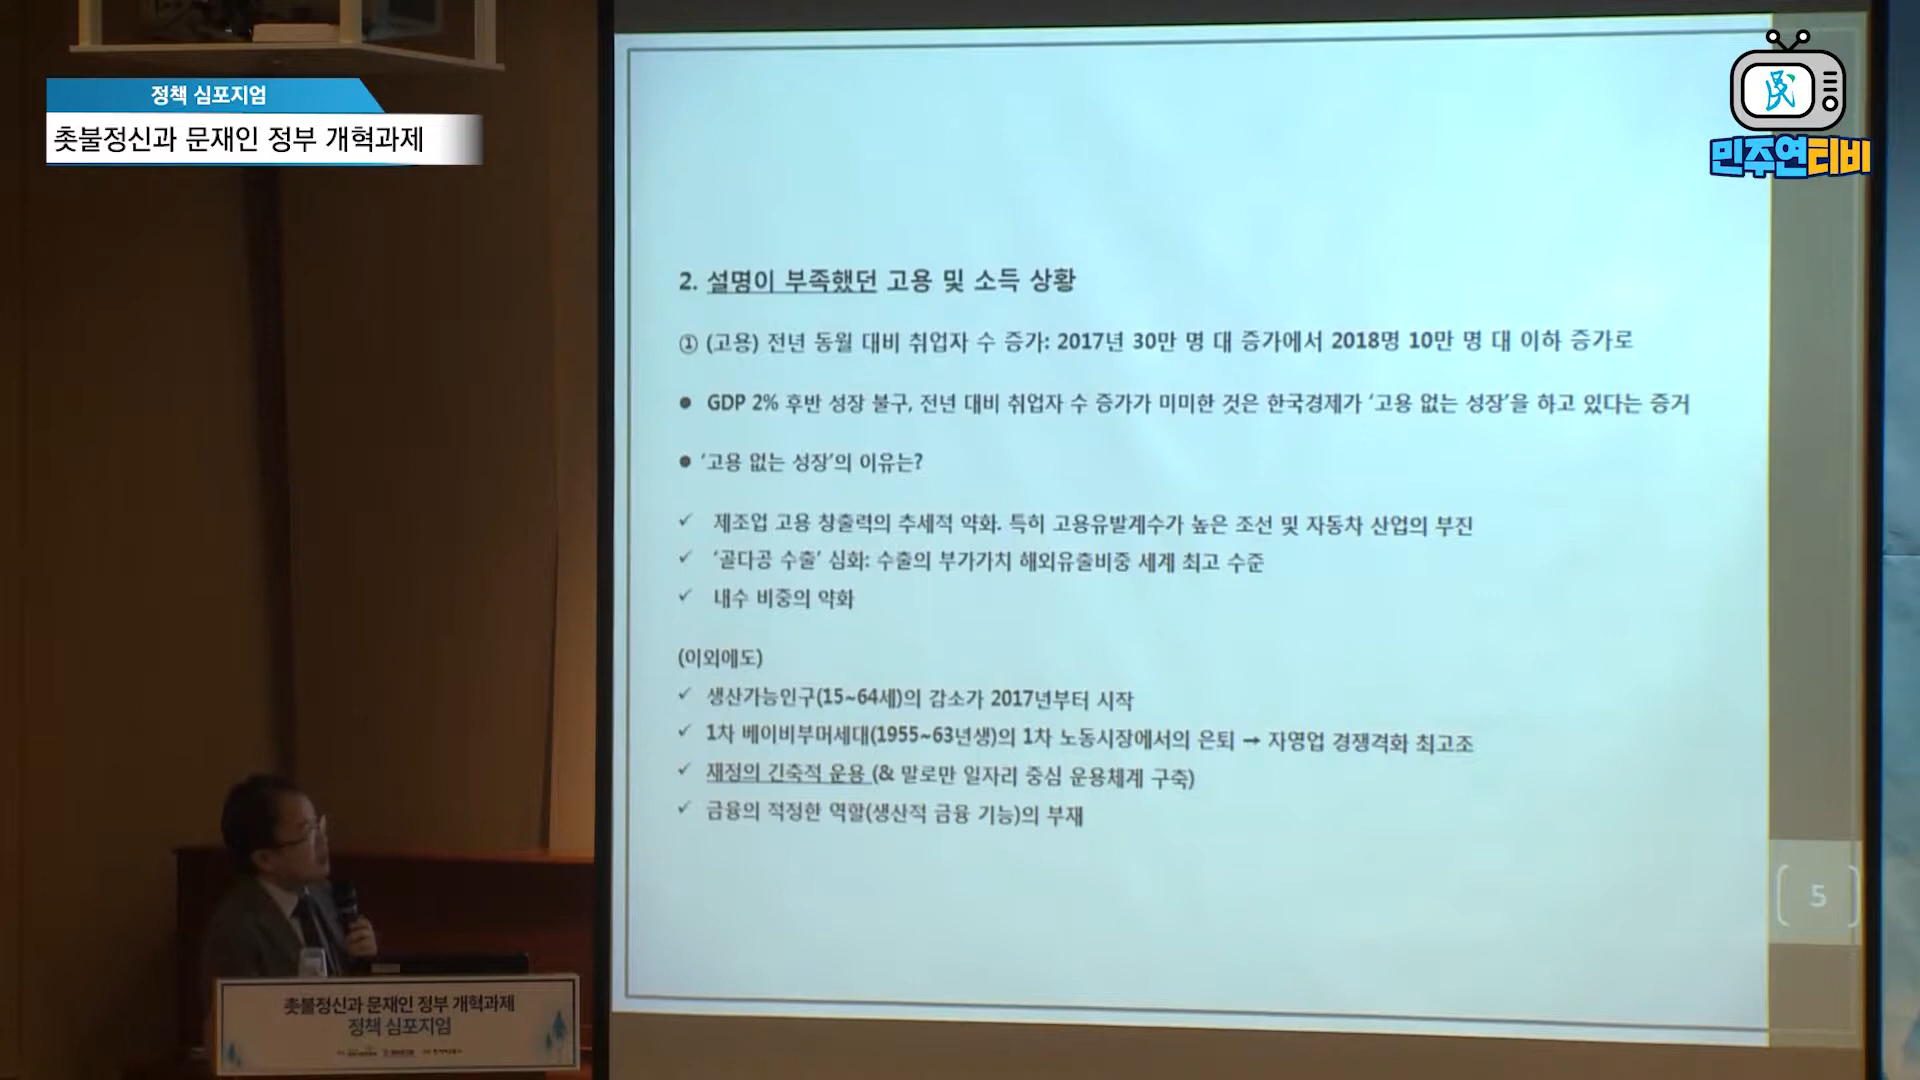 정책 심포지엄
촛불정신과 문재인 정부 개혁과제
民
민주연티비
2. 설명이 부족했던 고용 및 소득 상황
① (고용) 전년 동월 대비 취업자 수 증가: 2017년 30만 명 대 증가에서 2018명 10만 명 대 이하 증가로
● GDP 2% 후반 성장 불구, 전년 대비 취업자 수 증가가 미미한 것은 한국경제가 ‘고용 없는 성장’을 하고 있다는 증거
● ‘고용 없는 성장’의 이유는?
✓ 제조업 고용 창출력의 추세적 약화. 특히 고용유발계수가 높은 조선 및 자동차 산업의 부진
✓ ‘골다공 수출’ 심화: 수출의 부가가치 해외유출비중 세계 최고 수준
✓ 내수 비중의 약화
(이외에도)
✓ 생산가능인구(15~64세)의 감소가 2017년부터 시작
✓ 1차 베이비부머세대(1955~63년생)의 1차 노동시장에서의 은퇴 → 자영업 경쟁격화 최고조
✓ 재정의 긴축적 운용 (& 말로만 일자리 중심 운용체계 구축)
✓ 금융의 적정한 역할(생산적 금융 기능)의 부재
5
촛불정신과 문재인 정부 개혁과제
정책 심포지엄